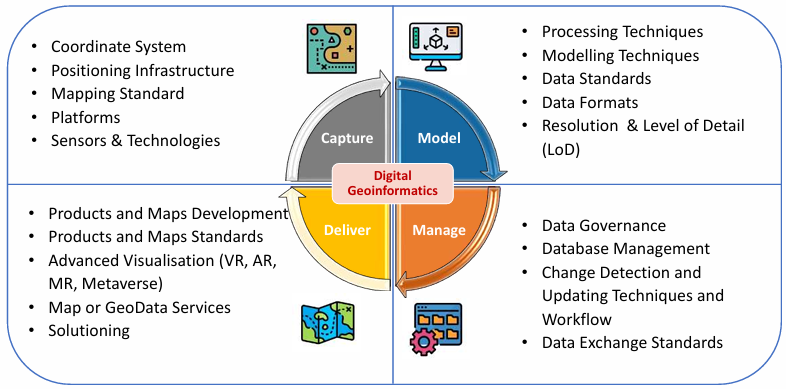 • Coordinate System
• Positioning Infrastructure
• Mapping Standard
• Platforms
• Sensors & Technologies
• Processing Techniques
• Modelling Techniques
• Data Standards
• Data Formats
• Resolution & Level of Detail
(LoD)
Capture
Model
Digital
Geoinformatics
Deliver
Manage
• Products and Maps Development
• Products and Maps Standards
• Advanced Visualisation (VR, AR,
MR, Metaverse)
• Map or GeoData Services
• Solutioning
• Data Governance
• Database Management
• Change Detection and
Updating Techniques and
Workflow
• Data Exchange Standards